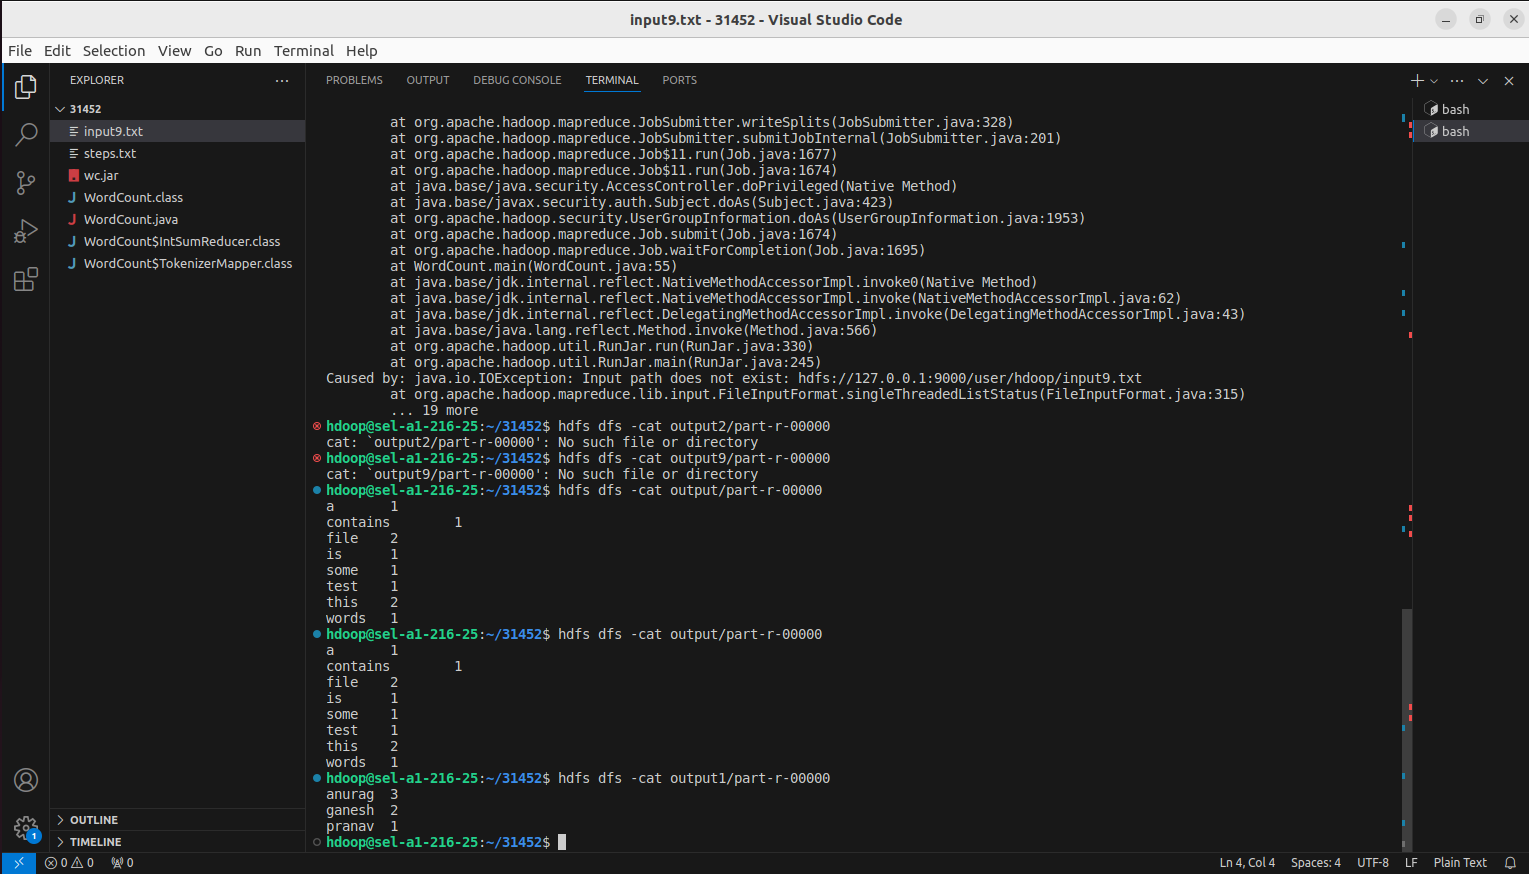 input9.txt - 31452 - Visual Studio Code
File Edit Selection View Go Run Terminal Help
EXPLORER
31452
input9.txt
steps.txt
wc.jar
WordCount.class
WordCount.java
WordCount$IntSumReducer.class
WordCount$TokenizerMapper.class
OUTLINE
TIMELINE
PROBLEMS OUTPUT DEBUG CONSOLE TERMINAL PORTS
at org.apache.hadoop.mapreduce.JobSubmitter.writeSplits(JobSubmitter.java:328)
at org.apache.hadoop.mapreduce.JobSubmitter.submitJobInternal(JobSubmitter.java:201)
at org.apache.hadoop.mapreduce.Job$11.run(Job.java:1677)
at org.apache.hadoop.mapreduce.Job$11.run(Job.java:1674)
at java.base/java.security.AccessController.doPrivileged(Native Method)
at java.base/javax.security.auth.Subject.doAs(Subject.java:423)
at org.apache.hadoop.security.UserGroupInformation.doAs(UserGroupInformation.java:1953)
at org.apache.hadoop.mapreduce.Job.submit(Job.java:1674)
at org.apache.hadoop.mapreduce.Job.waitForCompletion(Job.java:1695)
at WordCount.main(WordCount.java:55)
at java.base/jdk.internal.reflect.NativeMethodAccessorImpl.invoke0(Native Method)
at java.base/jdk.internal.reflect.NativeMethodAccessorImpl.invoke(NativeMethodAccessorImpl.java:62)
at java.base/jdk.internal.reflect.DelegatingMethodAccessorImpl.invoke(DelegatingMethodAccessorImpl.java:43)
at java.base/java.lang.reflect.Method.invoke(Method.java:566)
at org.apache.hadoop.util.RunJar.run(RunJar.java:330)
at org.apache.hadoop.util.RunJar.main(RunJar.java:245)
Caused by: java.io.IOException: Input path does not exist: hdfs://127.0.0.1:9000/user/hdoop/input9.txt
at org.apache.hadoop.mapreduce.lib.input.FileInputFormat.singleThreadedListStatus(FileInputFormat.java:315)
... 19 more
hdoop@sel-a1-216-25:~/31452$ hdfs dfs -cat output2/part-r-00000
cat: `output2/part-r-00000': No such file or directory
hdoop@sel-a1-216-25:~/31452$ hdfs dfs -cat output9/part-r-00000
cat: `output9/part-r-00000': No such file or directory
hdoop@sel-a1-216-25:~/31452$ hdfs dfs -cat output/part-r-00000
a 1
contains 1
file 2
is 1
some 1
test 1
this 2
words 1
hdoop@sel-a1-216-25:~/31452$ hdfs dfs -cat output/part-r-00000
a 1
contains 1
file 2
is 1
some 1
test 1
this 2
words 1
hdoop@sel-a1-216-25:~/31452$ hdfs dfs -cat output1/part-r-00000
anurag 3
ganesh 2
pranav 1
hdoop@sel-a1-216-25:~/31452$
bash
bash
1
0 0 0
Ln 4, Col 4 Spaces: 4 UTF-8 LF Plain Text